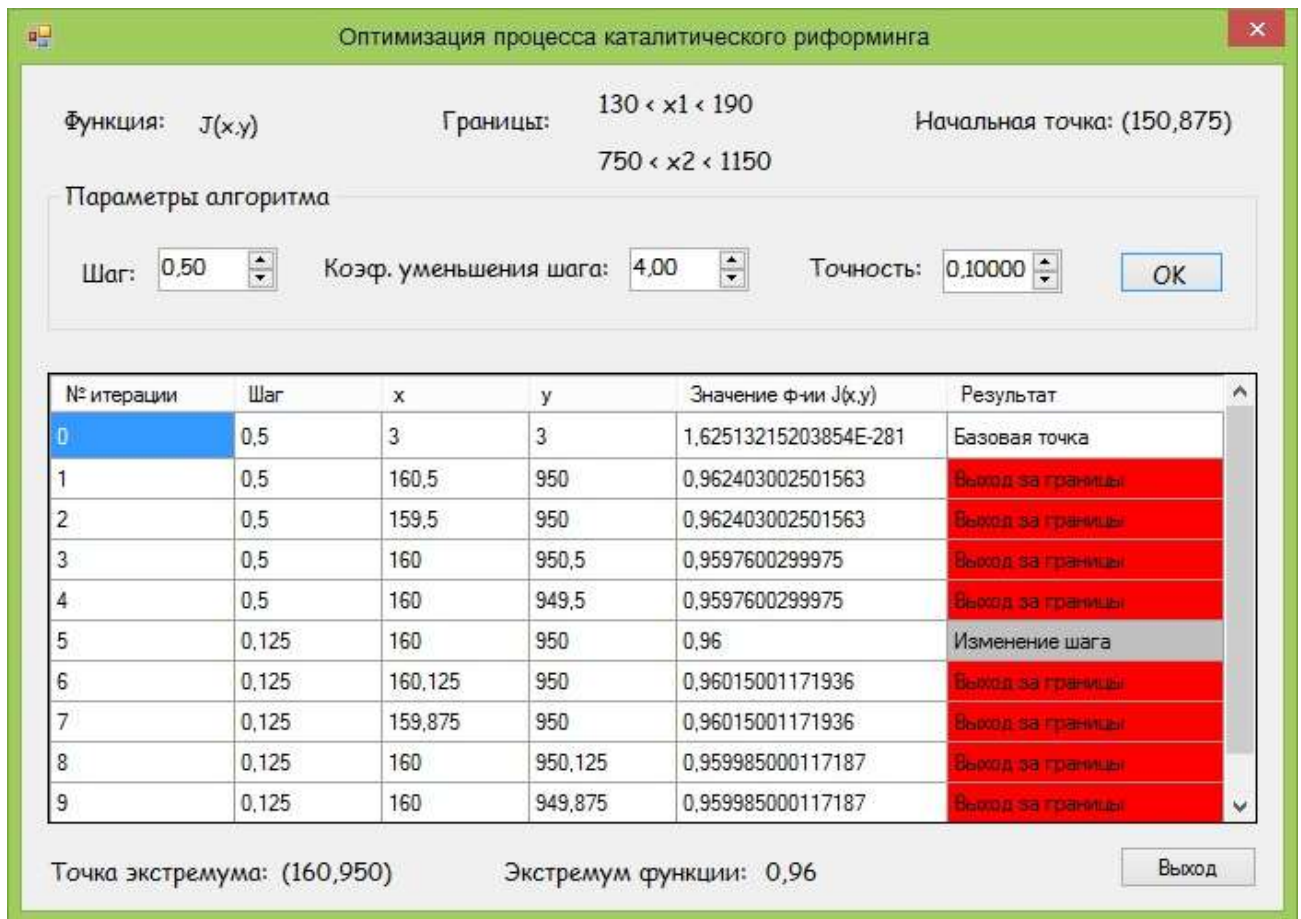 Оптимизация процесса каталитического риформинга
Функция: J(x,y) Границы: 130 < x1 < 190 Начальная точка: (150,875)
750 < x2 < 1150
Параметры алгоритма
Шаг: 0,50 Коэф. уменьшения шага: 4,00 Точность: 0,10000 OK
№ итерации Шаг x y Значение ф-ии J(x,y) Результат
0 0,5 3 3 1,62513215203854E-281 Базовая точка
1 0,5 160,5 950 0,962403002501563 Выход за границы
2 0,5 159,5 950 0,962403002501563 Выход за границы
3 0,5 160 950,5 0,9597600299975 Выход за границы
4 0,5 160 949,5 0,9597600299975 Выход за границы
5 0,125 160 950 0,96 Изменение шага
6 0,125 160,125 950 0,96015001171936 Выход за границы
7 0,125 159,875 950 0,96015001171936 Выход за границы
8 0,125 160 950,125 0,959985000117187 Выход за границы
9 0,125 160 949,875 0,959985000117187 Выход за границы
Точка экстремума: (160,950) Экстремум функции: 0,96 Выход